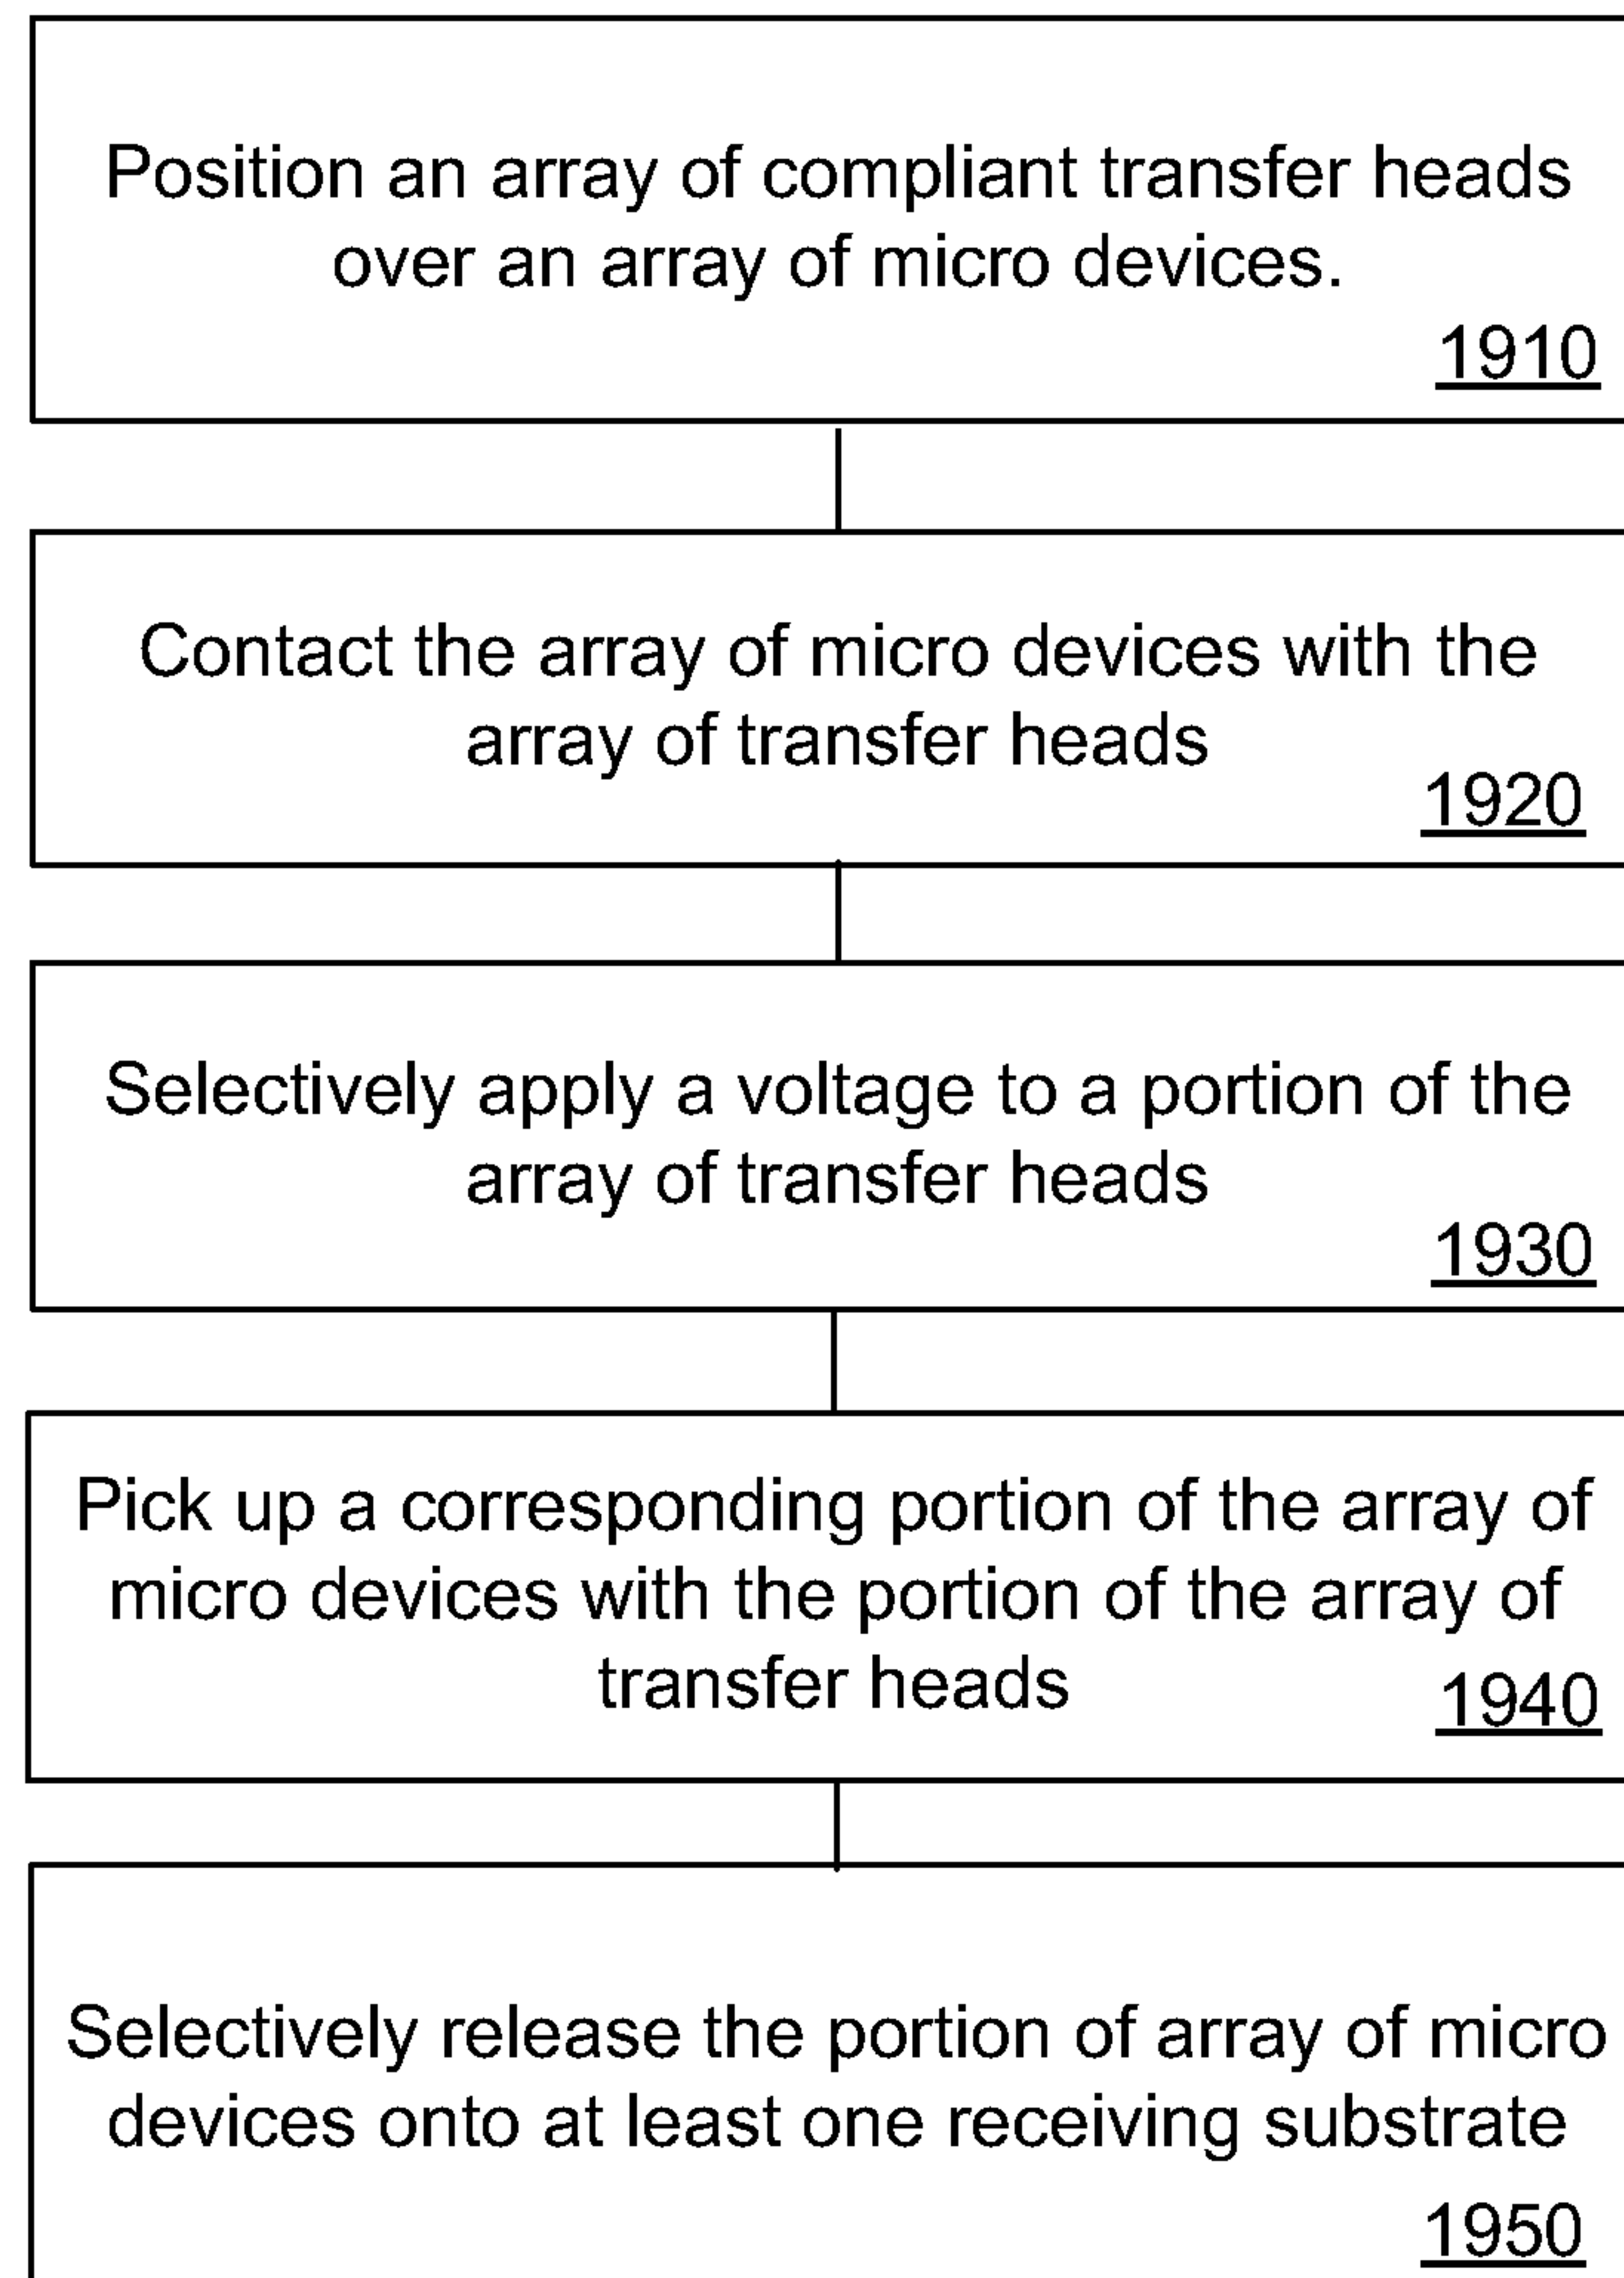 Position an array of compliant transfer heads
over an array of micro devices.
1910
Contact the array of micro devices with the
array of transfer heads
1920
Selectively apply a voltage to a portion of the
array of transfer heads
1930
Pick up a corresponding portion of the array of
micro devices with the portion of the array of
transfer heads
1940
Selectively release the portion of array of micro
devices onto at least one receiving substrate
1950